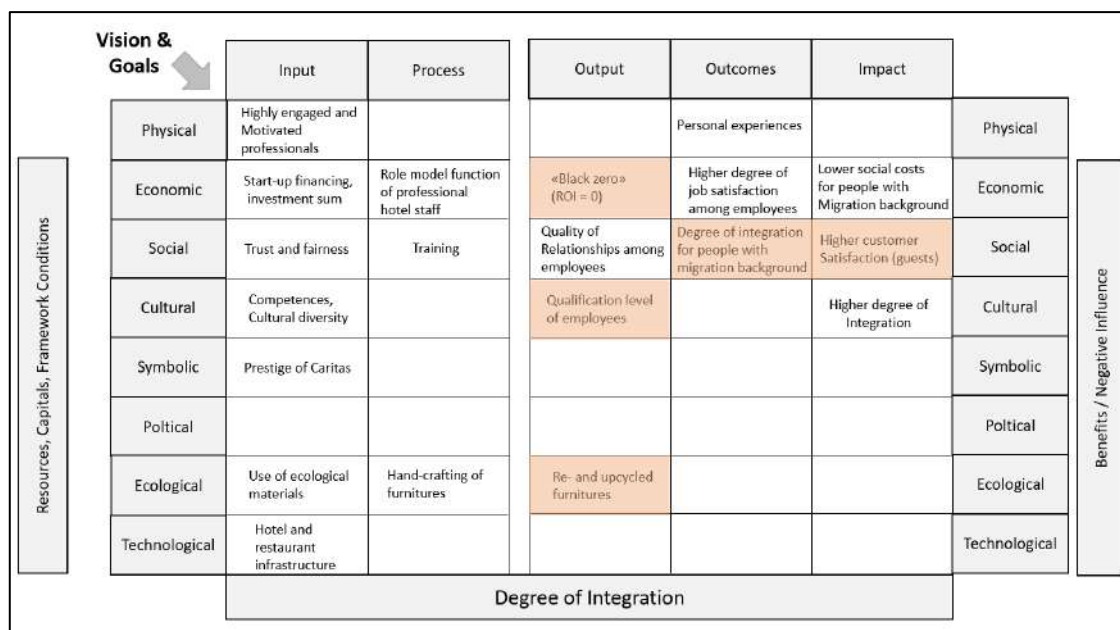 Vision &
Goals
Input
Process
Output
Outcomes
Impact
Physical
Highly engaged and
Motivated
professionals
Personal experiences
Physical
Economic
Start-up financing,
investment sum
Role model function
of professional
hotel staff
«Black zero»
(ROI = 0)
Higher degree of
job satisfaction
among employees
Lower social costs
for people with
Migration background
Economic
Social
Trust and fairness
Training
Quality of
Relationships among
employees
Degree of integration
for people with
migration background
Higher customer
Satisfaction (guests)
Social
Cultural
Competences,
Cultural diversity
Qualification level
of employees
Higher degree of
Integration
Cultural
Symbolic
Prestige of Caritas
Symbolic
Poltical
Poltical
Ecological
Use of ecological
materials
Hand-crafting of
furnitures
Re- and upcycled
furnitures
Ecological
Technological
Hotel and
restaurant
infrastructure
Technological
Degree of Integration
Resources, Capitals, Framework Conditions
Benefits / Negative Influence